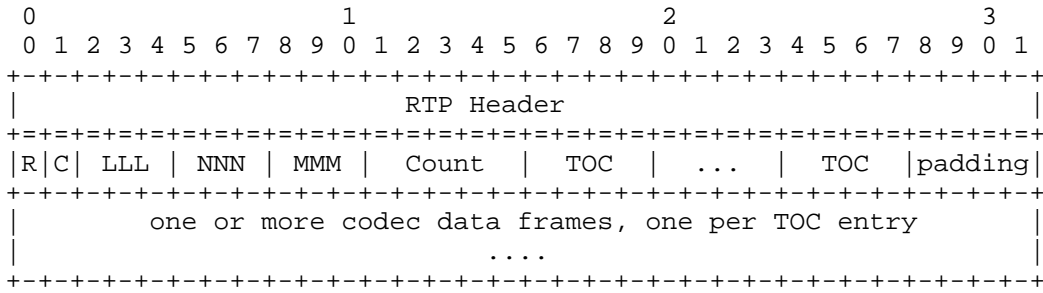 0                   1                   2                   3
 0 1 2 3 4 5 6 7 8 9 0 1 2 3 4 5 6 7 8 9 0 1 2 3 4 5 6 7 8 9 0 1
+-+-+-+-+-+-+-+-+-+-+-+-+-+-+-+-+-+-+-+-+-+-+-+-+-+-+-+-+-+-+-+-+
|                        RTP Header                             |
+=+=+=+=+=+=+=+=+=+=+=+=+=+=+=+=+=+=+=+=+=+=+=+=+=+=+=+=+=+=+=+=+
|R|C| LLL | NNN | MMM |  Count  |  TOC  |  ...  |  TOC  |padding|
+-+-+-+-+-+-+-+-+-+-+-+-+-+-+-+-+-+-+-+-+-+-+-+-+-+-+-+-+-+-+-+-+
|        one or more codec data frames, one per TOC entry       |
|                             ....                              |
+-+-+-+-+-+-+-+-+-+-+-+-+-+-+-+-+-+-+-+-+-+-+-+-+-+-+-+-+-+-+-+-+